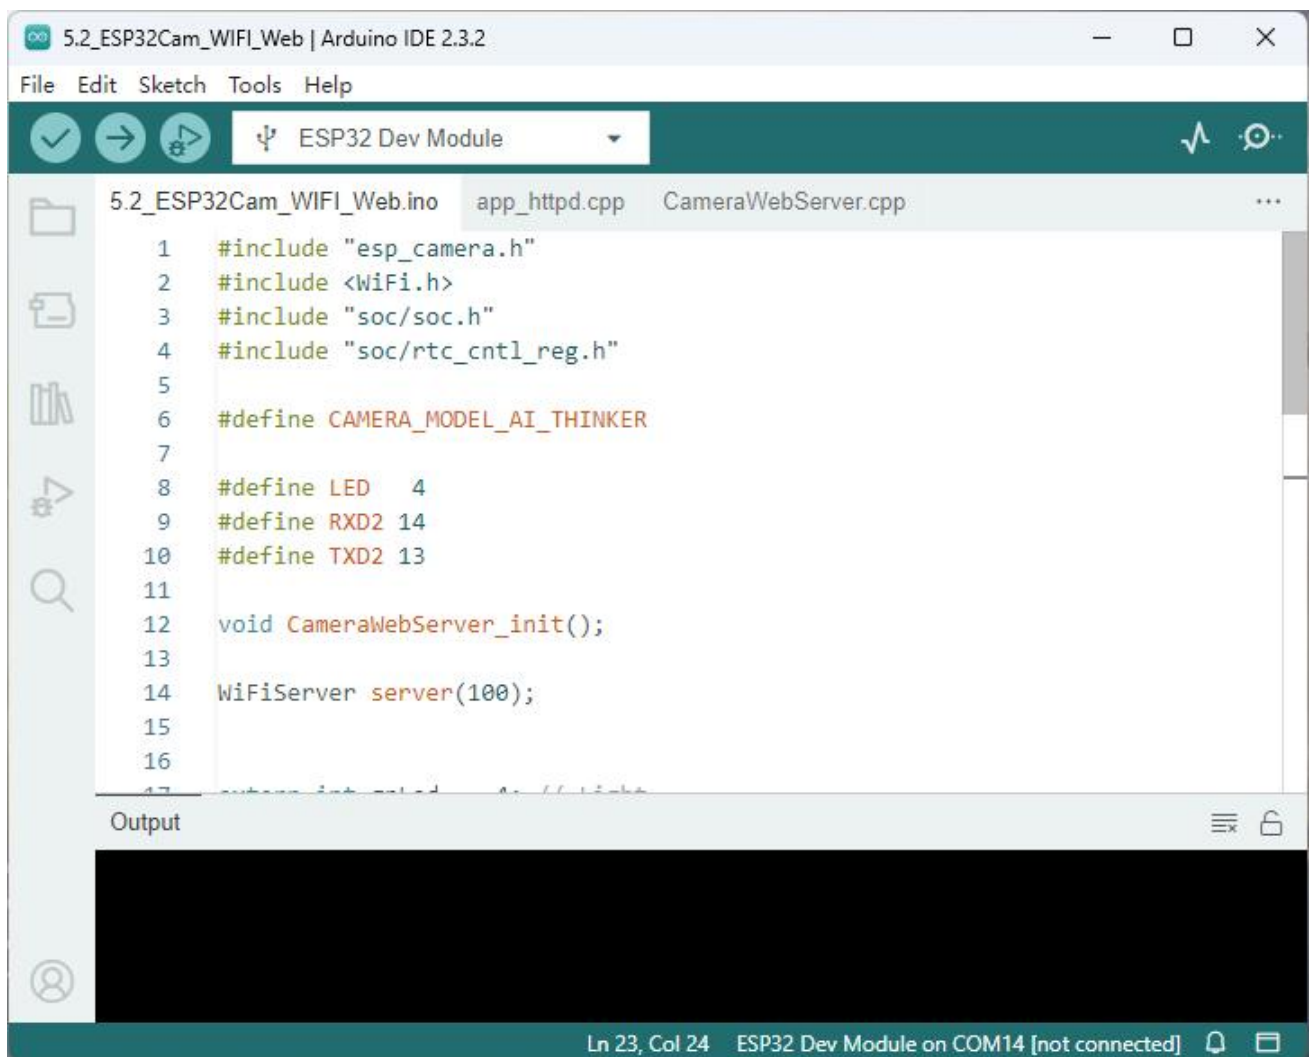 5.2_ESP32Cam_WIFI_Web | Arduino IDE 2.3.2
File Edit Sketch Tools Help
ESP32 Dev Module
5.2_ESP32Cam_WIFI_Web.ino app_httpd.cpp CameraWebServer.cpp ...
1 #include "esp_camera.h"
2 #include <WiFi.h>
3 #include "soc/soc.h"
4 #include "soc/rtc_cntl_reg.h"
5
6 #define CAMERA_MODEL_AI_THINKER
7
8 #define LED   4
9 #define RXD2 14
10 #define TXD2 13
11
12 void CameraWebServer_init();
13
14 WiFiServer server(100);
15
16
Output
Ln 23, Col 24 ESP32 Dev Module on COM14 [not connected]